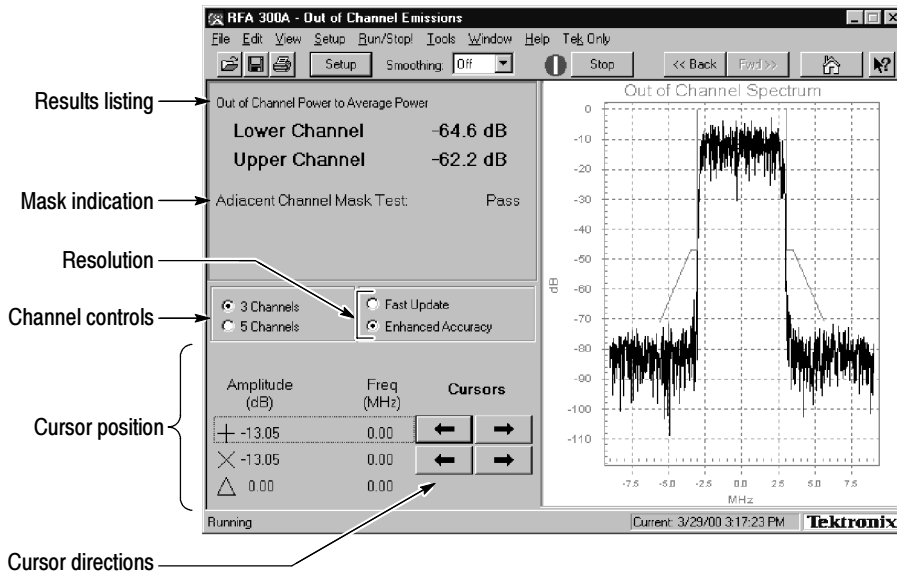 RFA 300A - Out of Channel Emissions
File Edit View Setup Run/Stop! Tools Window Help Tek Only
Setup Smoothing: Off Stop << Back Fwd >>
Results listing
Out of Channel Power to Average Power
Lower Channel -64.6 dB
Upper Channel -62.2 dB
Mask indication
Adjacent Channel Mask Test: Pass
Resolution
Channel controls
3 Channels
5 Channels
Fast Update
Enhanced Accuracy
Cursor position
Amplitude (dB) Freq (MHz) Cursors
-13.05 0.00
-13.05 0.00
0.00 0.00
Cursor directions
Out of Channel Spectrum
0
-10
-20
-30
-40
-50
-60
-70
-80
-90
-100
-110
dB
-7.5 -5.0 -2.5 0.0 2.5 5.0 7.5
MHz
Running
Current: 3/29/00 3:17:23 PM
Tektronix